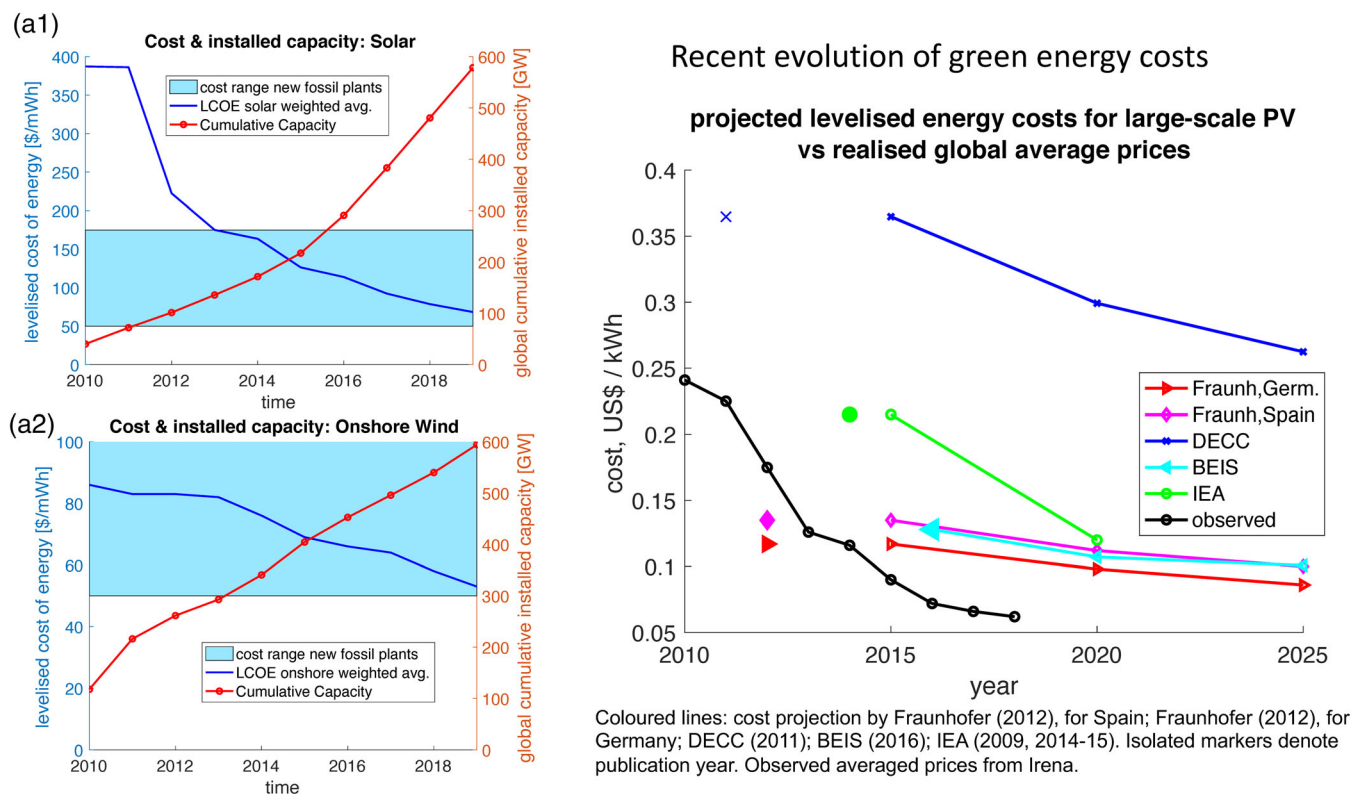 (a1)
Cost & installed capacity: Solar
levelised cost of energy [$/mWh]
400
350
300
250
200
150
100
50
0
cost range new fossil plants
LCOE solar weighted avg.
Cumulative Capacity
600
500
400
300
200
100
0
global cumulative installed capacity [GW]
2010
2012
2014
2016
2018
time
(a2)
Cost & installed capacity: Onshore Wind
levelised cost of energy [$/mWh]
100
80
60
40
20
0
cost range new fossil plants
LCOE onshore weighted avg.
Cumulative Capacity
600
500
400
300
200
100
0
global cumulative installed capacity [GW]
2010
2012
2014
2016
2018
time
Recent evolution of green energy costs
projected levelised energy costs for large-scale PV
vs realised global average prices
cost, US$ / kWh
0.4
0.35
0.3
0.25
0.2
0.15
0.1
0.05
Fraunh,Germ.
Fraunh,Spain
DECC
BEIS
IEA
observed
2010
2015
2020
2025
year
Coloured lines: cost projection by Fraunhofer (2012), for Spain; Fraunhofer (2012), for
Germany; DECC (2011); BEIS (2016); IEA (2009, 2014-15). Isolated markers denote
publication year. Observed averaged prices from Irena.